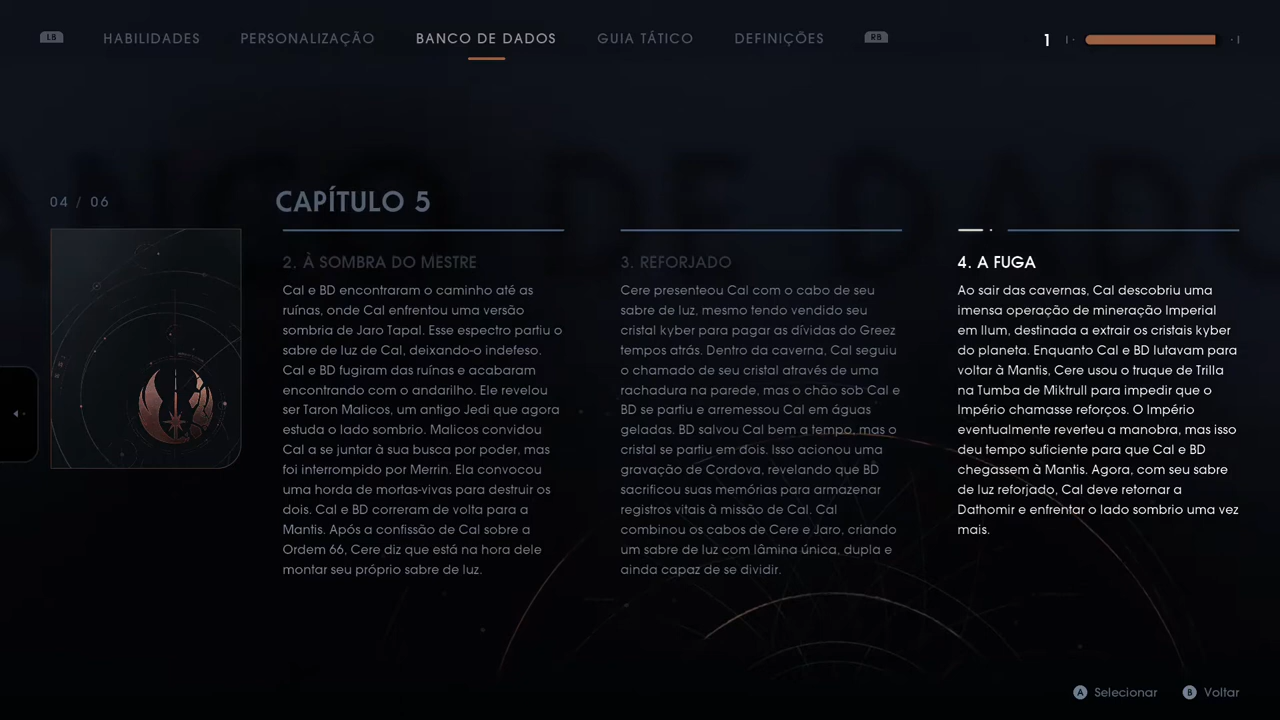 LB HABILIDADES PERSONALIZAÇÃO BANCO DE DADOS GUIA TÁTICO DEFINIÇÕES RB 1
04 / 06
CAPÍTULO 5
2. À SOMBRA DO MESTRE
Cal e BD encontraram o caminho até as
ruínas, onde Cal enfrentou uma versão
sombria de Jaro Tapal. Esse espectro partiu o
sabre de luz de Cal, deixando-o indefeso.
Cal e BD fugiram das ruínas e acabaram
encontrando com o andarilho. Ele revelou
ser Taron Malicos, um antigo Jedi que agora
estuda o lado sombrio. Malicos convidou
Cal a se juntar à sua busca por poder, mas
foi interrompido por Merrin. Ela convocou
uma horda de mortas-vivas para destruir os
dois. Cal e BD correram de volta para a
Mantis. Após a confissão de Cal sobre a
Ordem 66, Cere diz que está na hora dele
montar seu próprio sabre de luz.
3. REFORJADO
Cere presenteou Cal com o cabo de seu
sabre de luz, mesmo tendo vendido seu
cristal kyber para pagar as dívidas do Greez
tempos atrás. Dentro da caverna, Cal seguiu
o chamado de seu cristal através de uma
rachadura na parede, mas o chão sob Cal e
BD se partiu e arremessou Cal em águas
geladas. BD salvou Cal bem a tempo, mas o
cristal se partiu em dois. Isso acionou uma
gravação de Cordova, revelando que BD
sacrificou suas memórias para armazenar
registros vitais à missão de Cal. Cal
combinou os cabos de Cere e Jaro, criando
um sabre de luz com lâmina única, dupla e
ainda capaz de se dividir.
4. A FUGA
Ao sair das cavernas, Cal descobriu uma
imensa operação de mineração Imperial
em Ilum, destinada a extrair os cristais kyber
do planeta. Enquanto Cal e BD lutavam para
voltar à Mantis, Cere usou o truque de Trilla
na Tumba de Miktrull para impedir que o
Império chamasse reforços. O Império
eventualmente reverteu a manobra, mas isso
deu tempo suficiente para que Cal e BD
chegassem à Mantis. Agora, com seu sabre
de luz reforjado, Cal deve retornar a
Dathomir e enfrentar o lado sombrio uma vez
mais.
A Selecionar B Voltar